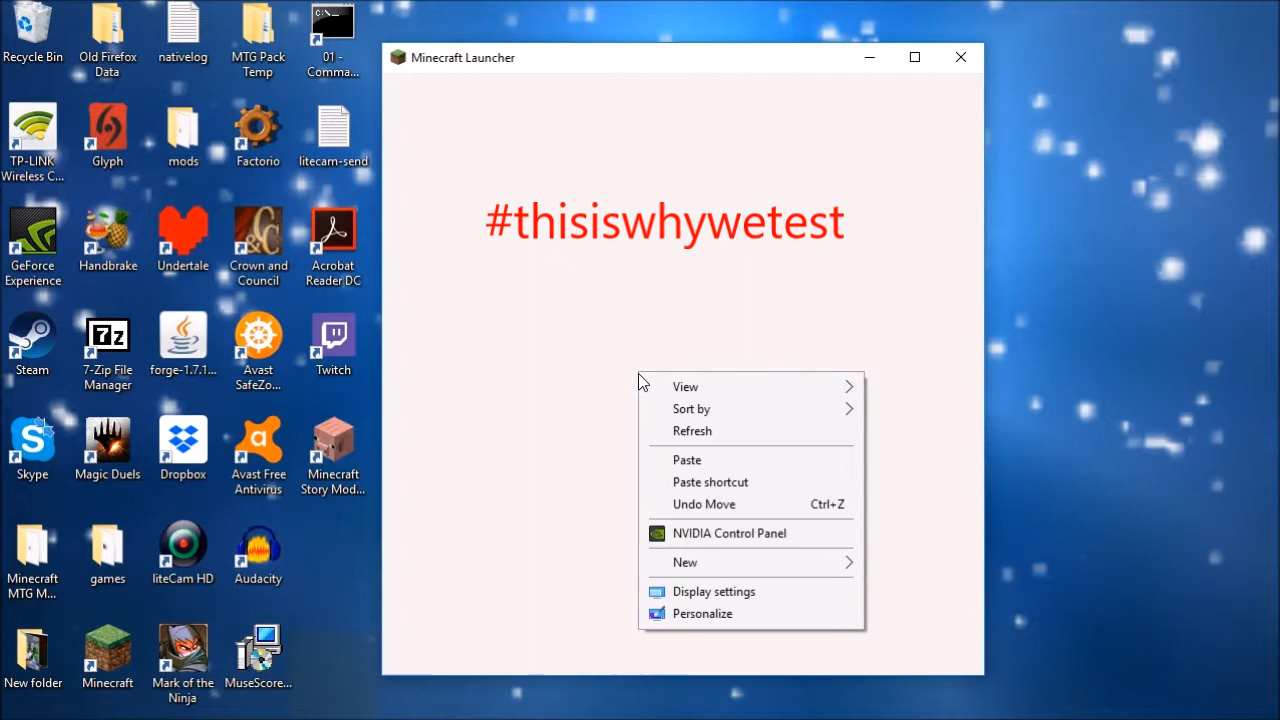 Recycle Bin
Old Firefox
Data
nativelog
MTG Pack
Temp
C:\_
01 -
Comma...
TP-LINK
Wireless C...
Glyph
mods
Factorio
litecam-send
GeForce
Experience
Handbrake
Undertale
C&C
Crown and
Council
Acrobat
Reader DC
Steam
7z
7-Zip File
Manager
forge-1.7.1...
Avast
SafeZo...
Twitch
Skype
Magic Duels
Dropbox
Avast Free
Antivirus
Minecraft
Story Mod...
Minecraft
MTG M...
games
liteCam HD
Audacity
New folder
Minecraft
Mark of the
Ninja
MuseScore...
Minecraft Launcher
#thisiswhywetest
View
Sort by
Refresh
Paste
Paste shortcut
Undo Move Ctrl+Z
NVIDIA Control Panel
New
Display settings
Personalize